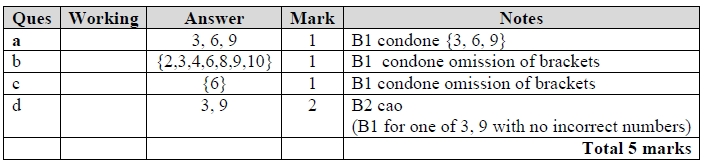 Ques Working Answer Mark Notes
a 3, 6, 9 1 B1 condone {3, 6, 9}
b {2,3,4,6,8,9,10} 1 B1 condone omission of brackets
c {6} 1 B1 condone omission of brackets
d 3, 9 2 B2 cao
(B1 for one of 3, 9 with no incorrect numbers)
Total 5 marks